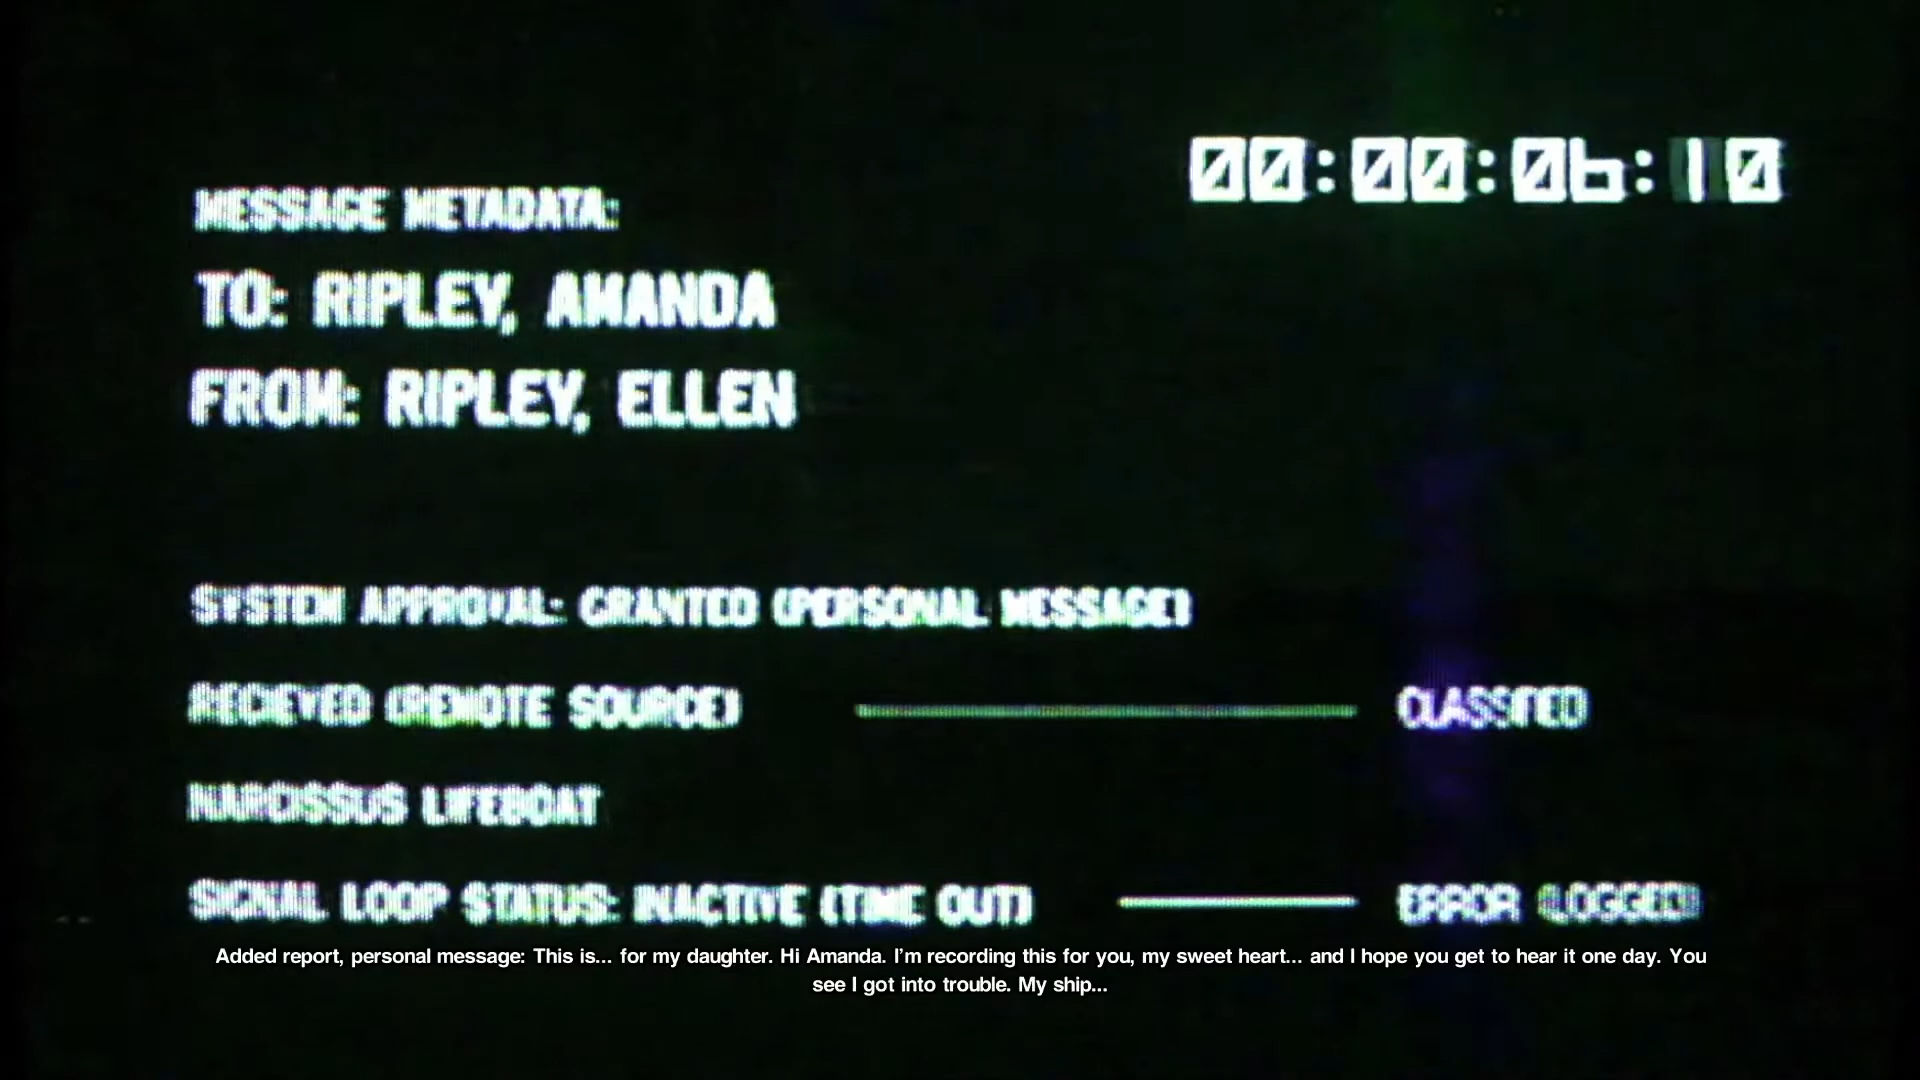 00:00:06:10
MESSAGE METADATA:
TO: RIPLEY, AMANDA
FROM: RIPLEY, ELLEN
SYSTEM APPROVAL: GRANTED (PERSONAL MESSAGE)
RECIEVED (REMOTE SOURCE) CLASSIFIED
NARCISSUS LIFEBOAT
SIGNAL LOOP STATUS: INACTIVE (TIME OUT) ERROR (LOGGED)
Added report, personal message: This is... for my daughter. Hi Amanda. I'm recording this for you, my sweet heart... and I hope you get to hear it one day. You
see I got into trouble. My ship...